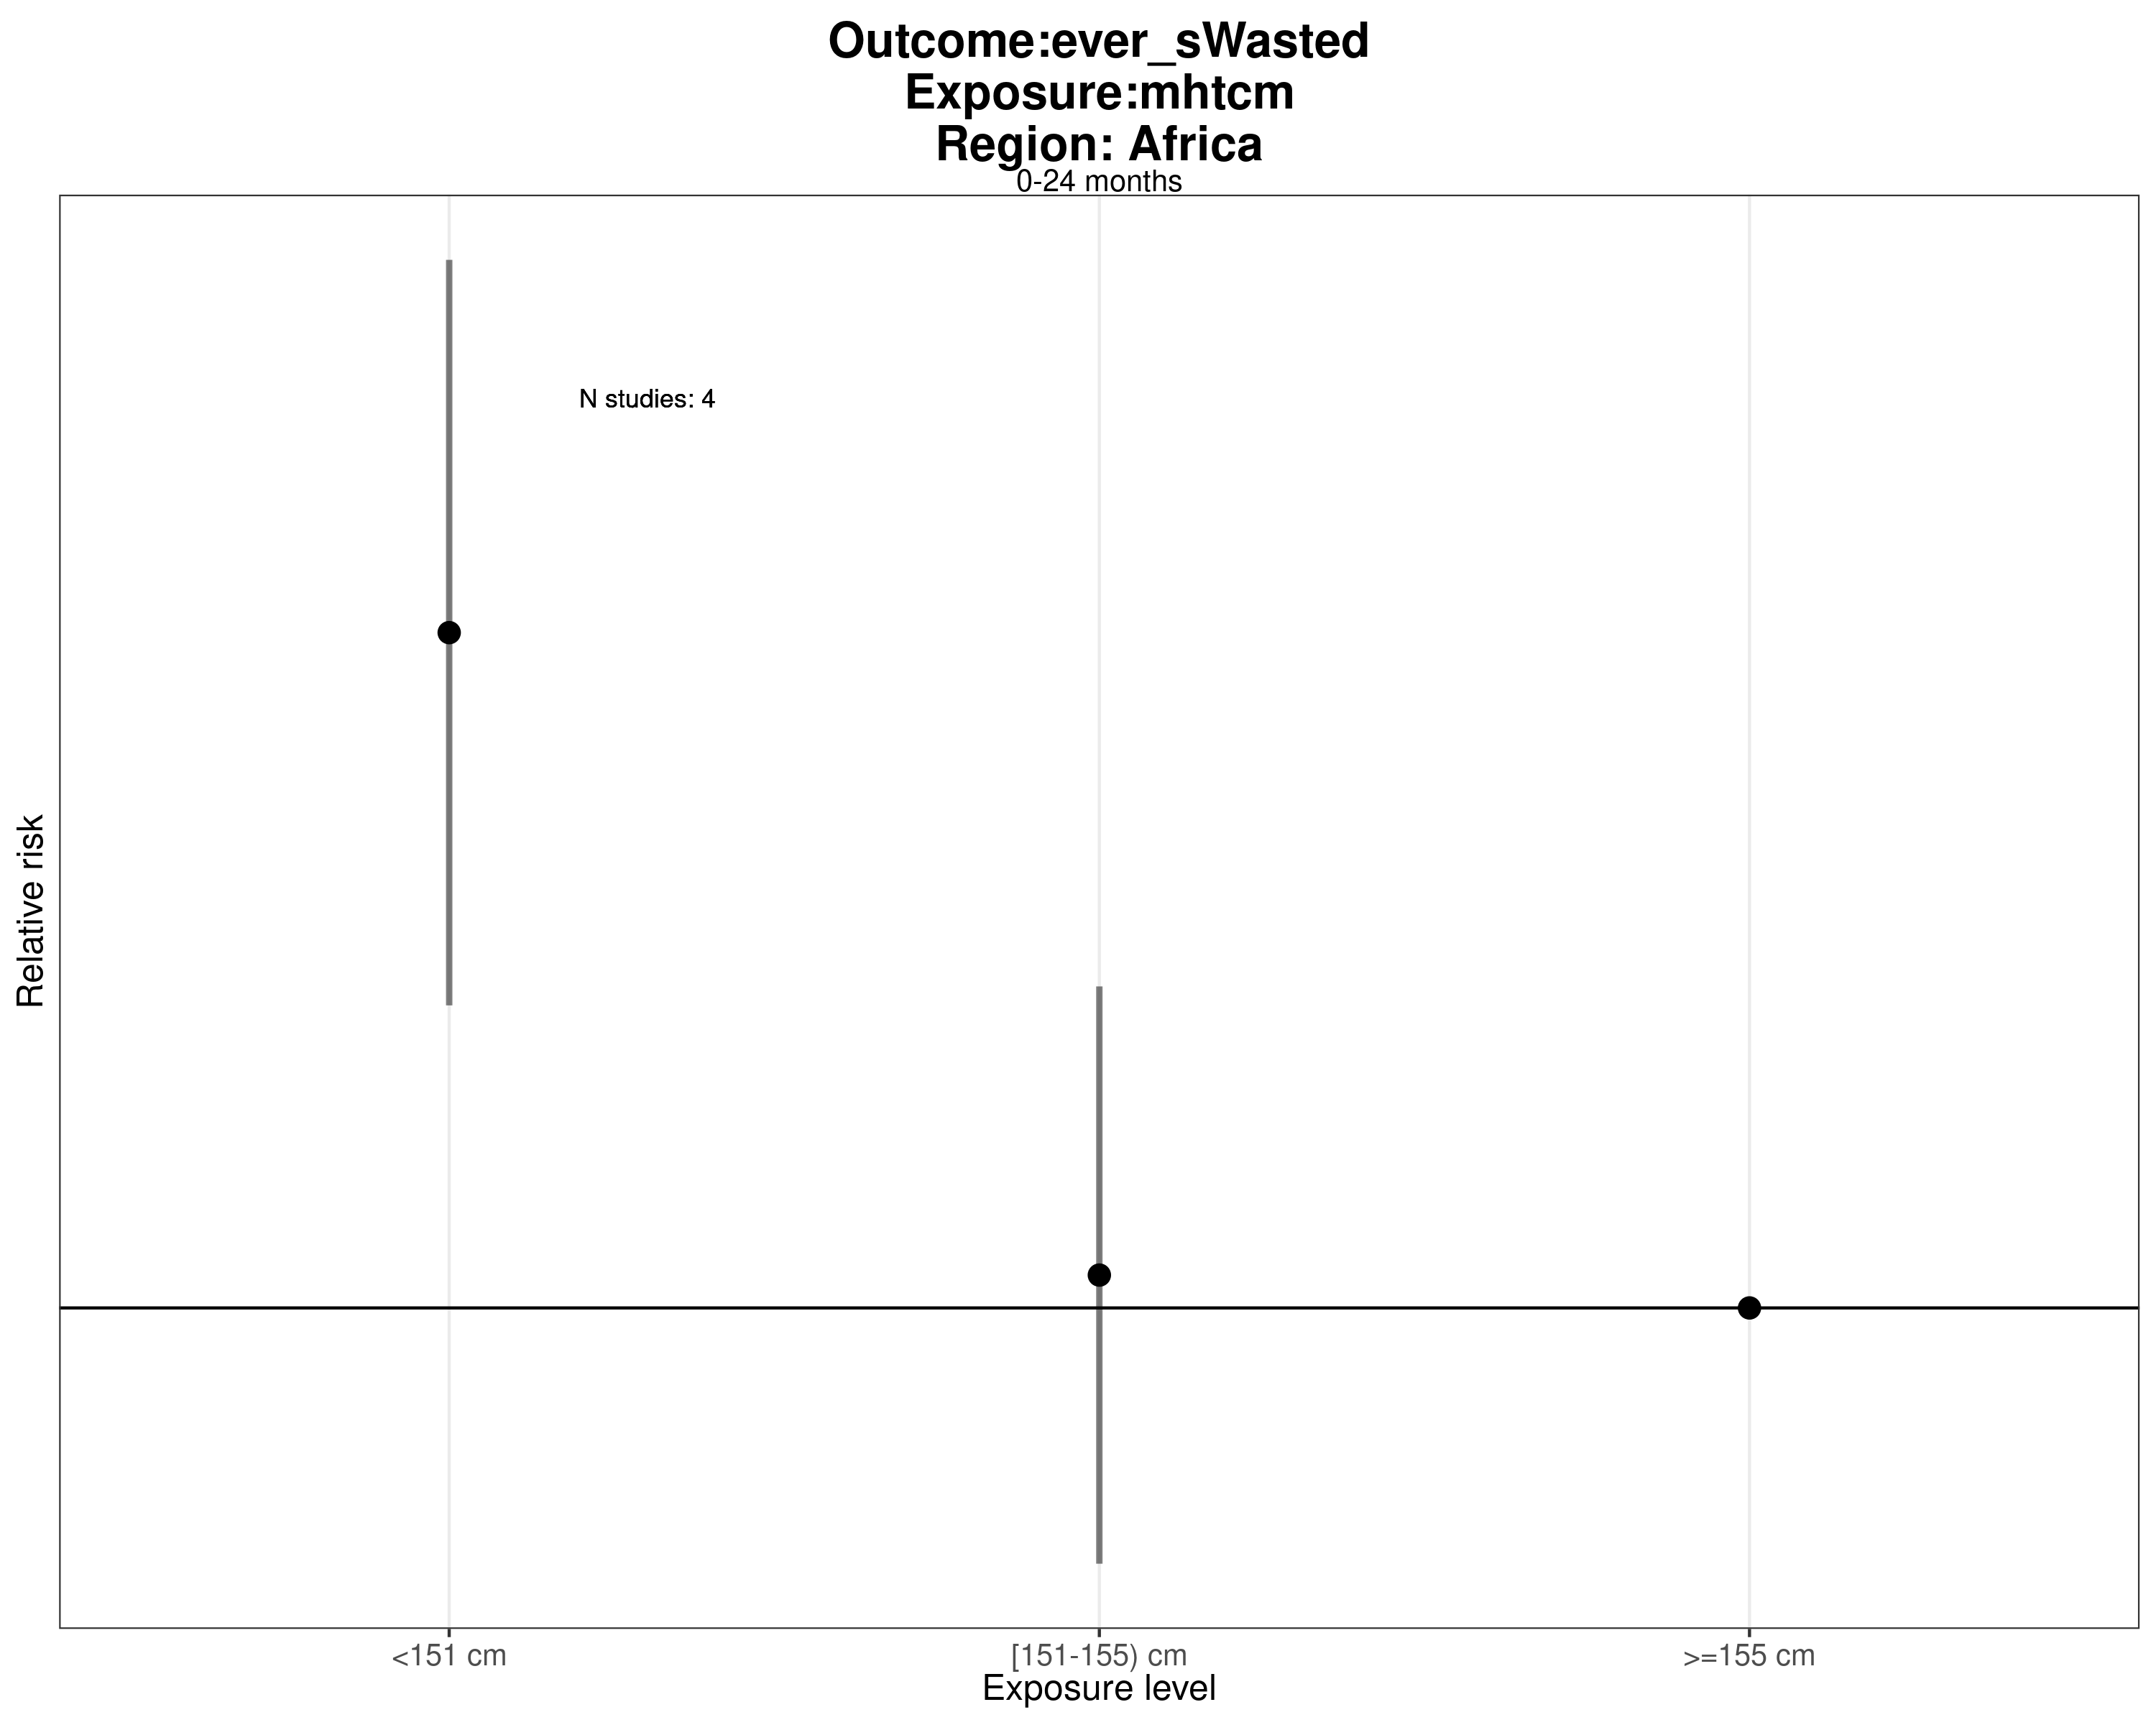 Outcome:ever_sWasted
Exposure:mhtcm
Region: Africa
0-24 months
N studies: 4
Relative risk
<151 cm
[151-155) cm
>=155 cm
Exposure level